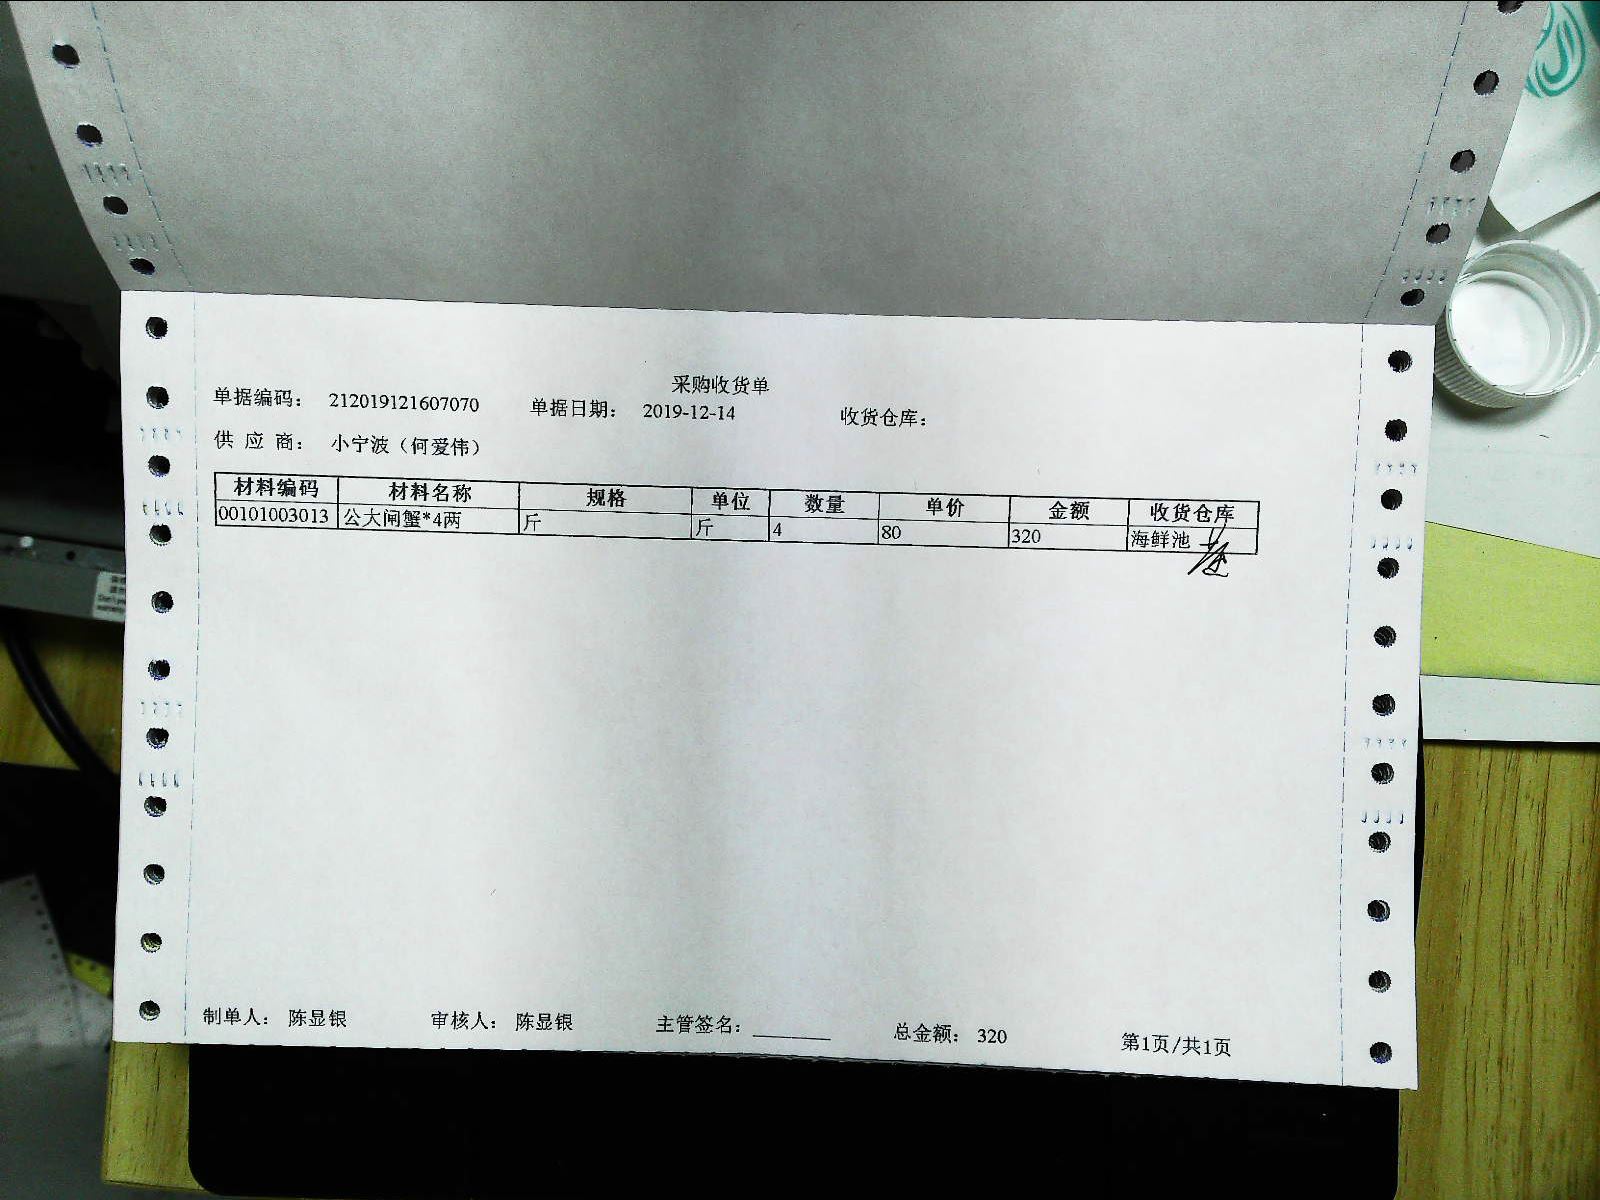 采购收货单
单据编码： 212019121607070 单据日期： 2019-12-14 收货仓库：
供 应 商： 小宁波（何爱伟）
材料编码 材料名称 规格 单位 数量 单价 金额 收货仓库
00101003013 公大闸蟹*4两 斤 斤 4 80 320 海鲜池
制单人： 陈显银 审核人： 陈显银 主管签名：________ 总金额： 320 第1页/共1页